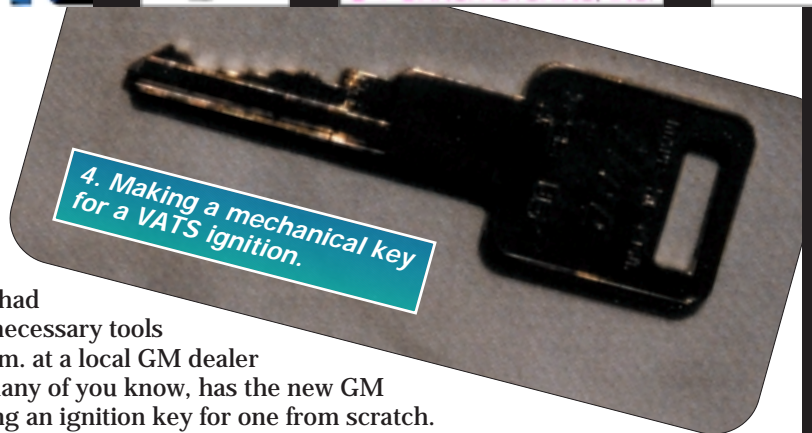 4. Making a mechanical key
for a VATS ignition.
had
necessary tools
m. at a local GM dealer
any of you know, has the new GM
ng an ignition key for one from scratch.